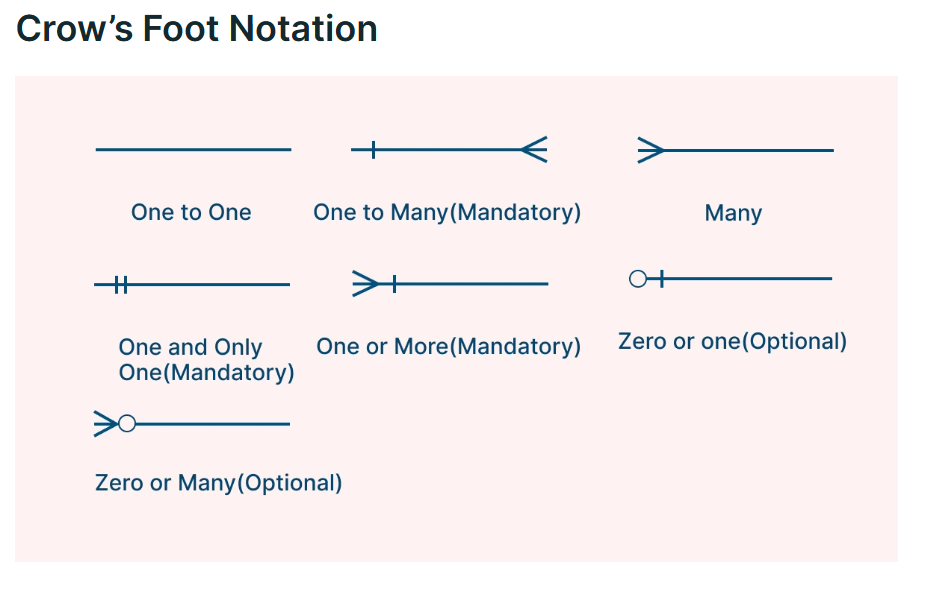 Crow’s Foot Notation
One to One
One to Many(Mandatory)
Many
One and Only
One(Mandatory)
One or More(Mandatory)
Zero or one(Optional)
Zero or Many(Optional)